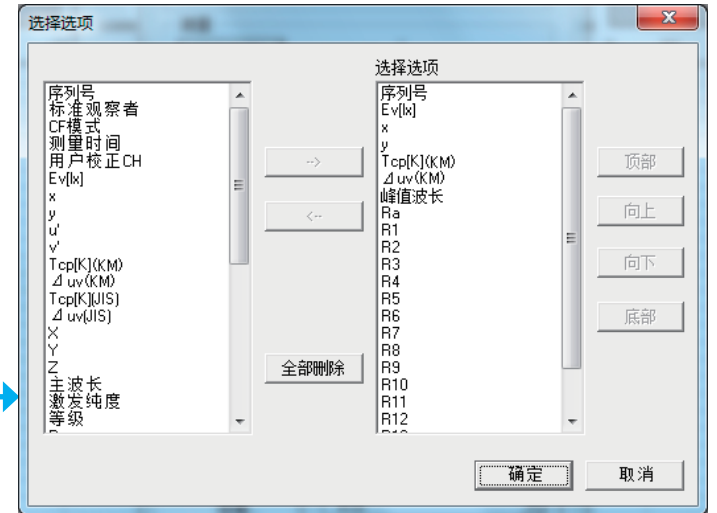 选择选项
序列号
标准观察者
CF模式
测量时间
用户校正CH
Ev[lx]
x
y
u'
v'
Tcp[K](KM)
⊿uv(KM)
Tcp[K](JIS)
⊿uv(JIS)
X
Y
Z
主波长
激发纯度
等级
-->
<--
全部删除
选择选项
序列号
Ev[lx]
x
y
Tcp[K](KM)
⊿uv(KM)
峰值波长
Ra
R1
R2
R3
R4
R5
R6
R7
R8
R9
R10
R11
R12
顶部
向上
向下
底部
确定
取消